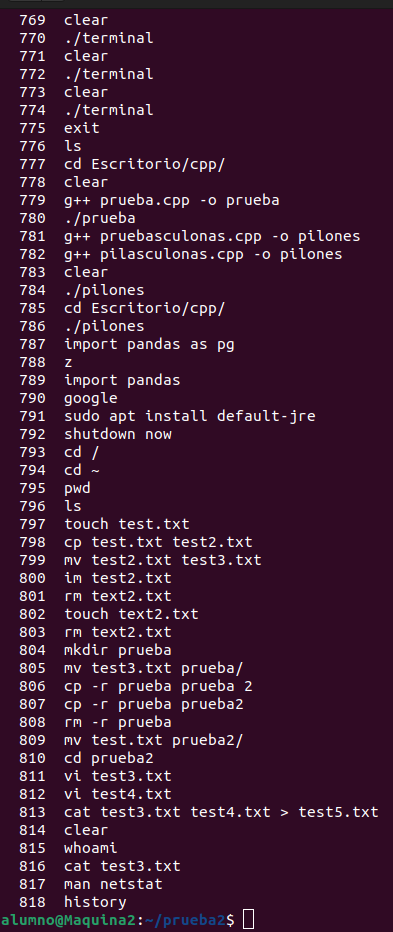 769 clear
770 ./terminal
771 clear
772 ./terminal
773 clear
774 ./terminal
775 exit
776 ls
777 cd Escritorio/cpp/
778 clear
779 g++ prueba.cpp -o prueba
780 ./prueba
781 g++ pruebasculonas.cpp -o pilones
782 g++ pilasculonas.cpp -o pilones
783 clear
784 ./pilones
785 cd Escritorio/cpp/
786 ./pilones
787 import pandas as pg
788 z
789 import pandas
790 google
791 sudo apt install default-jre
792 shutdown now
793 cd /
794 cd ~
795 pwd
796 ls
797 touch test.txt
798 cp test.txt test2.txt
799 mv test2.txt test3.txt
800 im test2.txt
801 rm text2.txt
802 touch text2.txt
803 rm text2.txt
804 mkdir prueba
805 mv test3.txt prueba/
806 cp -r prueba prueba 2
807 cp -r prueba prueba2
808 rm -r prueba
809 mv test.txt prueba2/
810 cd prueba2
811 vi test3.txt
812 vi test4.txt
813 cat test3.txt test4.txt > test5.txt
814 clear
815 whoami
816 cat test3.txt
817 man netstat
818 history
alumno@Maquina2:~/prueba2$